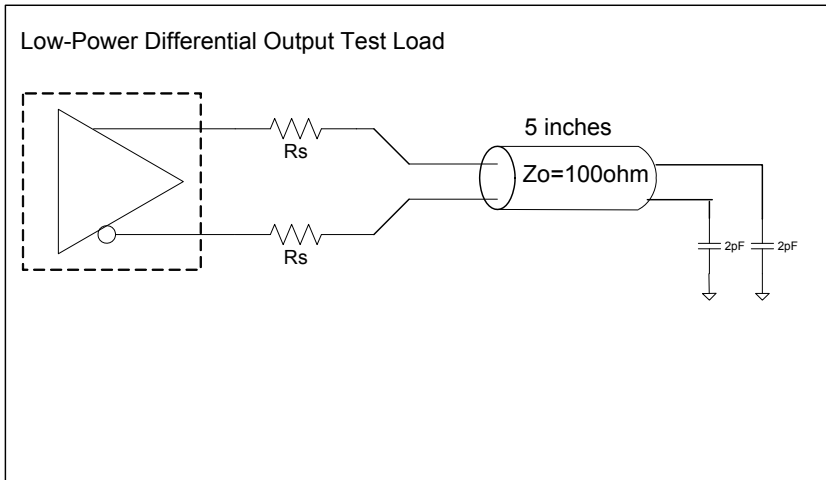 Low-Power Differential Output Test Load
Rs
5 inches
Zo=100ohm
Rs
2pF
2pF